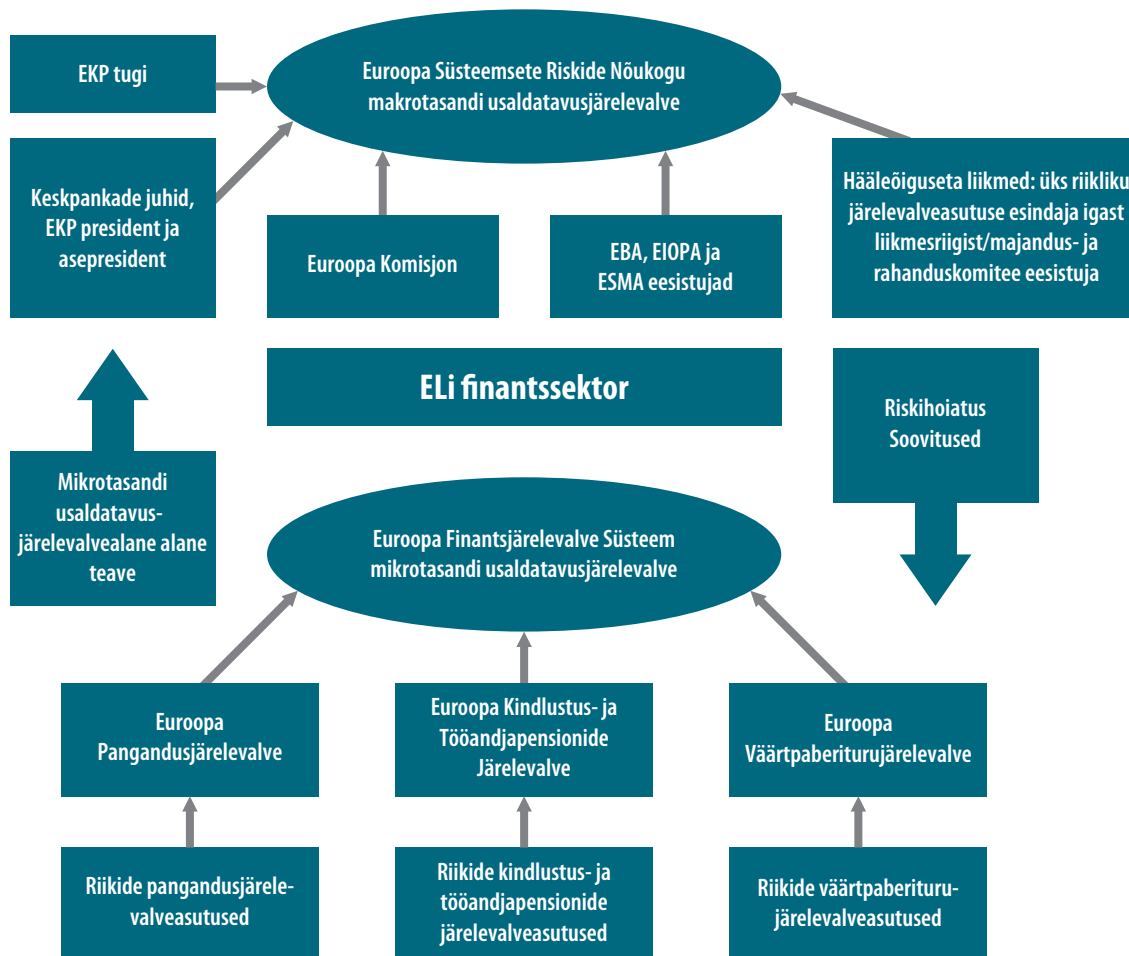 EKP tugi
Euroopa Süsteemsete Riskide Nõukogu
makrotasandi usaldatavusjärelevalve
Keskpankade juhid,
EKP president ja
asepresident
Euroopa Komisjon
EBA, EIOPA ja
ESMA eesistujad
Hääleõiguseta liikmed: üks riikliku
järelevalveasutuse esindaja igast
liikmesriigist/majandus- ja
rahanduskomitee eesistuja
ELi finantssektor
Riskihoiatus
Soovitused
Mikrotasandi
usaldatavus-
järelevalvealane alane
teave
Euroopa Finantsjärelevalve Süsteem
mikrotasandi usaldatavusjärelevalve
Euroopa
Pangandusjärelevalve
Euroopa Kindlustus- ja
Tööandjapensionide
Järelevalve
Euroopa
Väärtpaberiturujärelevalve
Riikide pangandusjärele-
valveasutused
Riikide kindlustus- ja
tööandjapensionide
järelevalveasutused
Riikide väärtpaberituru-
järelevalveasutused